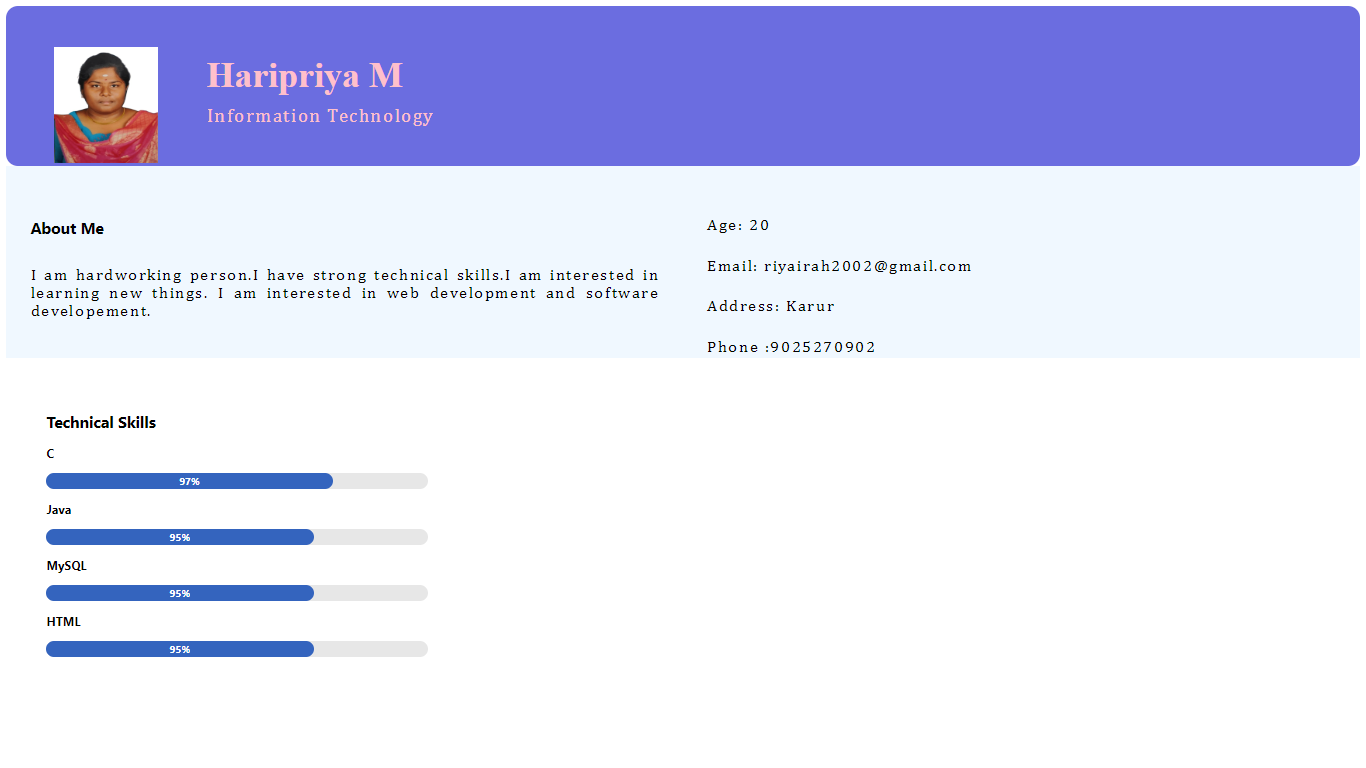 Haripriya M
Information Technology
About Me
I am hardworking person.I have strong technical skills.I am interested in
learning new things. I am interested in web development and software
developement.
Age: 20
Email: riyairah2002@gmail.com
Address: Karur
Phone :9025270902
Technical Skills
C
97%
Java
95%
MySQL
95%
HTML
95%